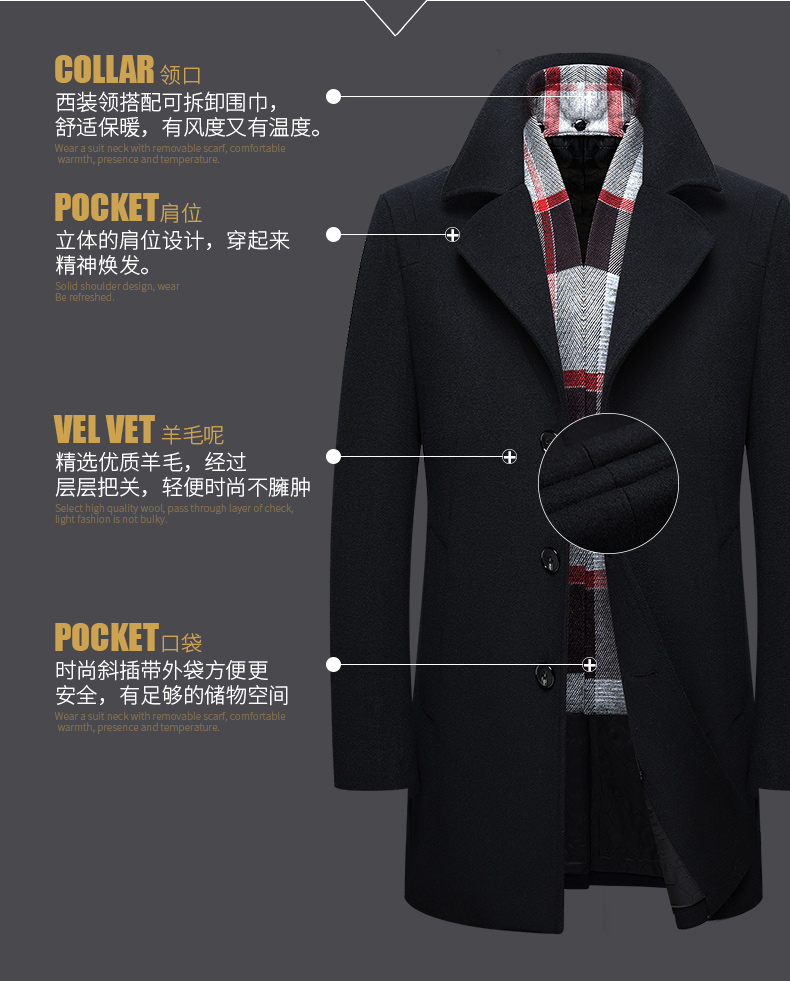 COLLAR 领口
西装领搭配可拆卸围巾，
舒适保暖，有风度又有温度。
Wear a suit neck with removable scarf, comfortable
warmth, presence and temperature.
POCKET 肩位
立体的肩位设计，穿起来
精神焕发。
Solid shoulder design, wear
Be refreshed.
VEL VET 羊毛呢
精选优质羊毛，经过
层层把关，轻便时尚不臃肿
Select high quality wool, pass through layer of check,
light fashion is not bulky.
POCKET 口袋
时尚斜插带外袋方便更
安全，有足够的储物空间
Wear a suit neck with removable scarf, comfortable
warmth, presence and temperature.